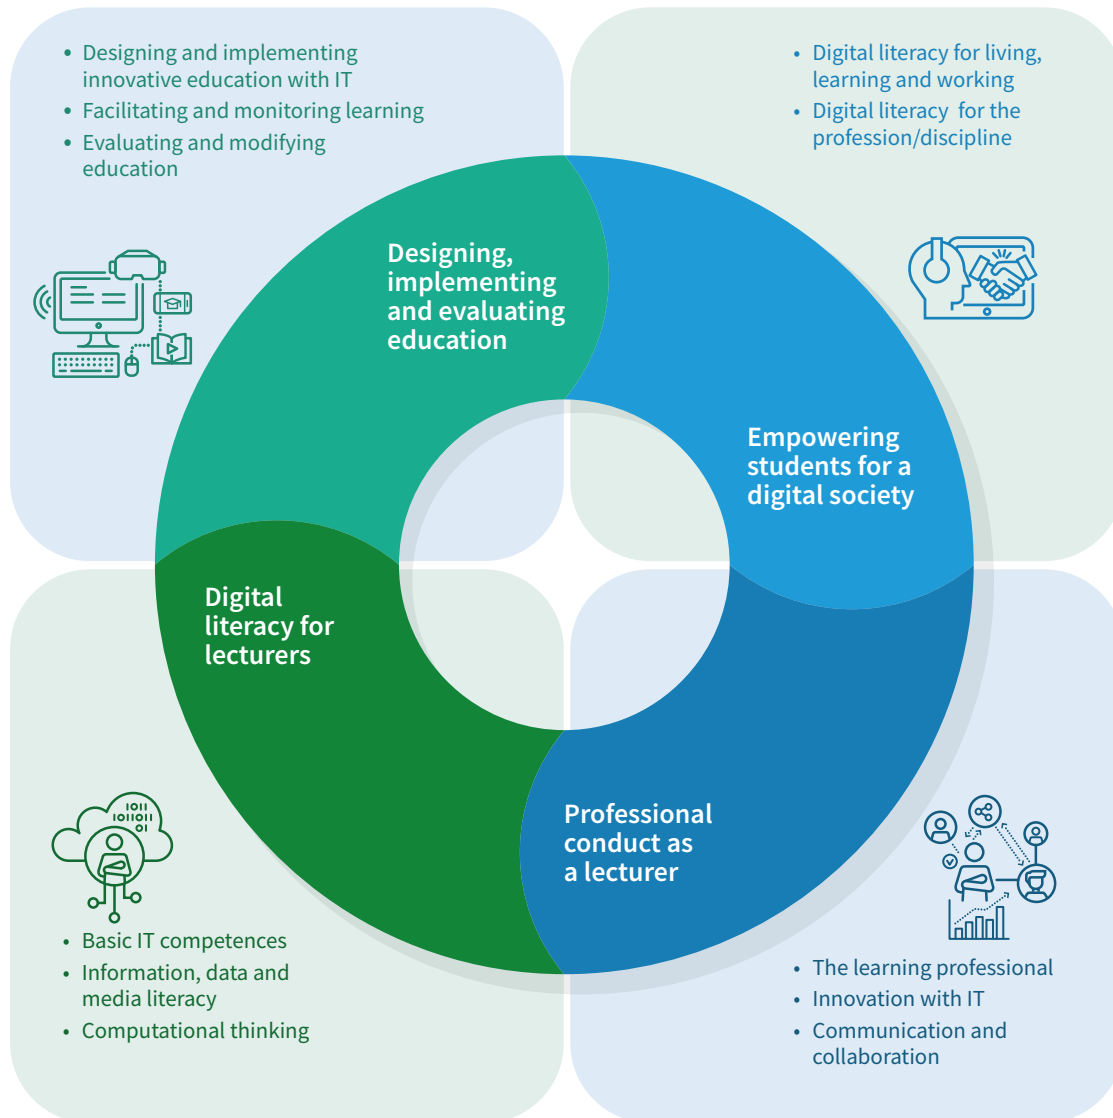 • Designing and implementing
innovative education with IT
• Facilitating and monitoring learning
• Evaluating and modifying
education
• Digital literacy for living,
learning and working
• Digital literacy for the
profession/discipline
Designing,
implementing
and evaluating
education
Empowering
students for a
digital society
Digital
literacy for
lecturers
Professional
conduct as
a lecturer
1011
101101
01
• Basic IT competences
• Information, data and
media literacy
• Computational thinking
• The learning professional
• Innovation with IT
• Communication and
collaboration